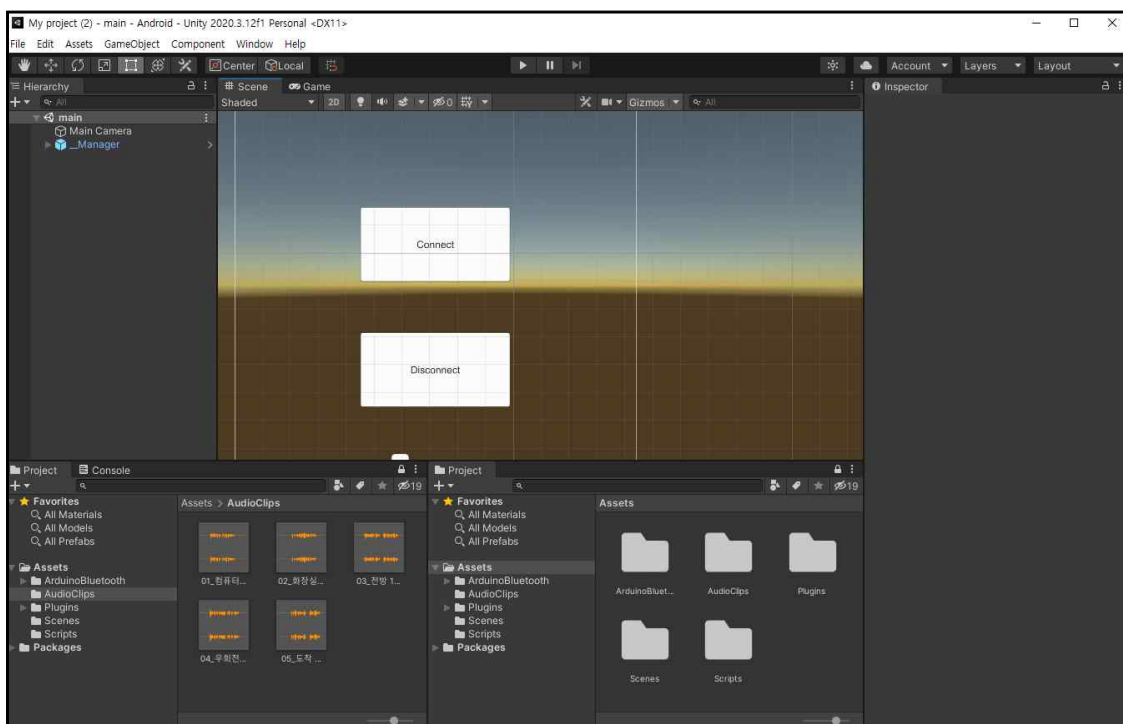 My project (2) - main - Android - Unity 2020.3.12f1 Personal <DX11>
File Edit Assets GameObject Component Window Help
Center Local Account Layers Layout
Hierarchy
All
main
Main Camera
__Manager
Scene Game
Shaded 2D 0 Gizmos All
Connect
Disconnect
Inspector
Project Console
19
Favorites
All Materials
All Models
All Prefabs
Assets
ArduinoBluetooth
AudioClips
Plugins
Scenes
Scripts
Packages
Assets > AudioClips
01_컴퓨터... 02_화장실... 03_전방 1...
04_우회전... 05_도착 ...
Project
19
Favorites
All Materials
All Models
All Prefabs
Assets
ArduinoBluetooth
AudioClips
Plugins
Scenes
Scripts
Packages
Assets
ArduinoBluet... AudioClips Plugins
Scenes Scripts